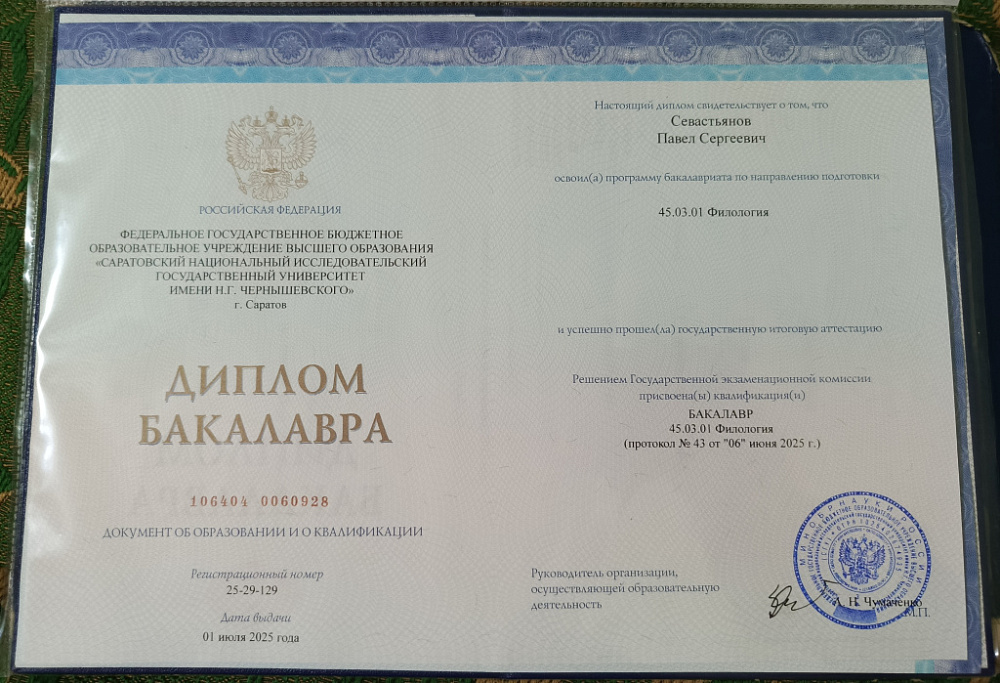 РОССИЙСКАЯ ФЕДЕРАЦИЯ
ФЕДЕРАЛЬНОЕ ГОСУДАРСТВЕННОЕ БЮДЖЕТНОЕ
ОБРАЗОВАТЕЛЬНОЕ УЧРЕЖДЕНИЕ ВЫСШЕГО ОБРАЗОВАНИЯ
«САРАТОВСКИЙ НАЦИОНАЛЬНЫЙ ИССЛЕДОВАТЕЛЬСКИЙ
ГОСУДАРСТВЕННЫЙ УНИВЕРСИТЕТ
ИМЕНИ Н.Г. ЧЕРНЫШЕВСКОГО»
г. Саратов
ДИПЛОМ
БАКАЛАВРА
106404 0060928
ДОКУМЕНТ ОБ ОБРАЗОВАНИИ И О КВАЛИФИКАЦИИ
Регистрационный номер
25-29-129
Дата выдачи
01 июля 2025 года
Настоящий диплом свидетельствует о том, что
Севастьянов
Павел Сергеевич
освоил(а) программу бакалавриата по направлению подготовки
45.03.01 Филология
и успешно прошел(ла) государственную итоговую аттестацию
Решением Государственной экзаменационной комиссии
присвоена(ы) квалификация(и)
БАКАЛАВР
45.03.01 Филология
(протокол № 43 от "06" июня 2025 г.)
Руководитель организации,
осуществляющей образовательную
деятельность
А. Н. Чумаченко
М.П.
МИНОБРНАУКИ РОССИИ